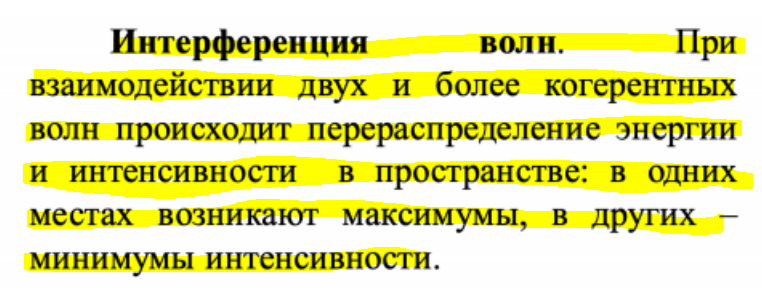 Интерференция волн. При
взаимодействии двух и более когерентных
волн происходит перераспределение энергии
и интенсивности в пространстве: в одних
местах возникают максимумы, в других –
минимумы интенсивности.